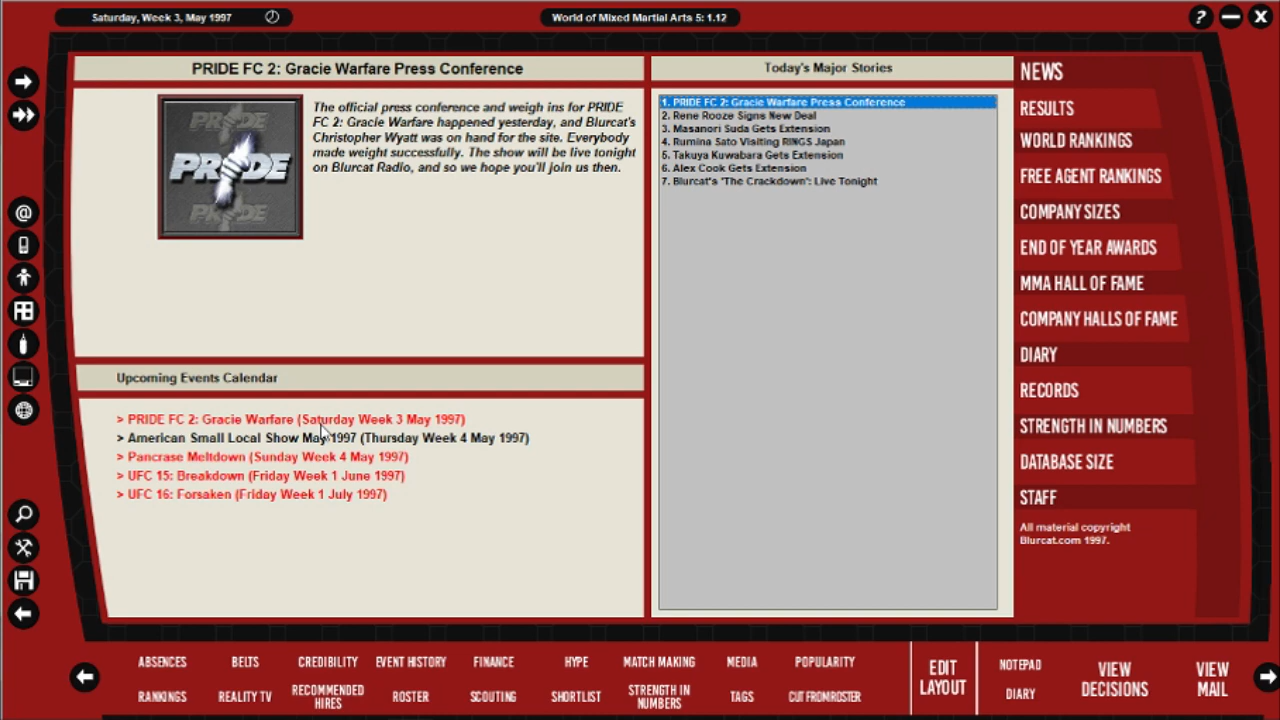 Saturday, Week 3, May 1997
World of Mixed Martial Arts 5: 1.12
?
X
PRIDE FC 2: Gracie Warfare Press Conference
PRIDE
PRIDE
PRIDE
The official press conference and weigh ins for PRIDE
FC 2: Gracie Warfare happened yesterday, and Blurcat's
Christopher Wyatt was on hand for the site. Everybody
made weight successfully. The show will be live tonight
on Blurcat Radio, and so we hope you'll join us then.
Upcoming Events Calendar
> PRIDE FC 2: Gracie Warfare (Saturday Week 3 May 1997)
> American Small Local Show May 1997 (Thursday Week 4 May 1997)
> Pancrase Meltdown (Sunday Week 4 May 1997)
> UFC 15: Breakdown (Friday Week 1 June 1997)
> UFC 16: Forsaken (Friday Week 1 July 1997)
Today's Major Stories
1. PRIDE FC 2: Gracie Warfare Press Conference
2. Rene Rooze Signs New Deal
3. Masanori Suda Gets Extension
4. Rumina Sato Visiting RINGS Japan
5. Takuya Kuwabara Gets Extension
6. Alex Cook Gets Extension
7. Blurcat's 'The Crackdown': Live Tonight
NEWS
RESULTS
WORLD RANKINGS
FREE AGENT RANKINGS
COMPANY SIZES
END OF YEAR AWARDS
MMA HALL OF FAME
COMPANY HALLS OF FAME
DIARY
RECORDS
STRENGTH IN NUMBERS
DATABASE SIZE
STAFF
All material copyright
Blurcat.com 1997.
@
ABSENCES BELTS CREDIBILITY EVENT HISTORY FINANCE HYPE MATCH MAKING MEDIA POPULARITY
RANKINGS REALITY TV RECOMMENDED HIRES ROSTER SCOUTING SHORTLIST STRENGTH IN NUMBERS TAGS CUT FROM ROSTER
EDIT
LAYOUT
NOTEPAD
DIARY
VIEW
DECISIONS
VIEW
MAIL